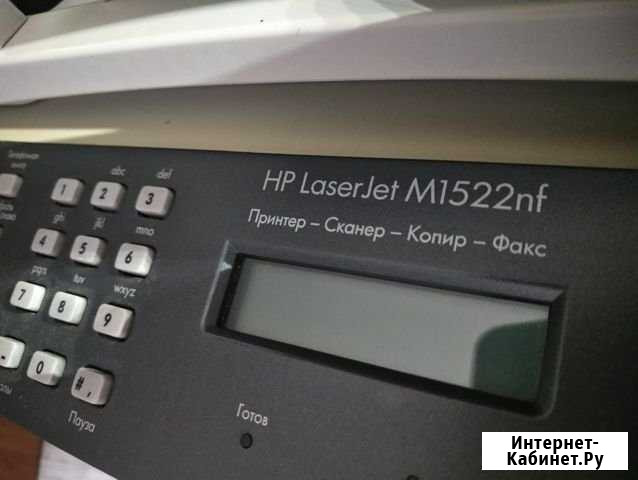 HP LaserJet M1522nf
Принтер – Сканер – Копир – Факс
abc def
1 2 3
ghi jkl mno
4 5 6
pqrs tuv wxyz
7 8 9
0 #,
Пауза
Готов
Интернет-
Кабинет.Ру